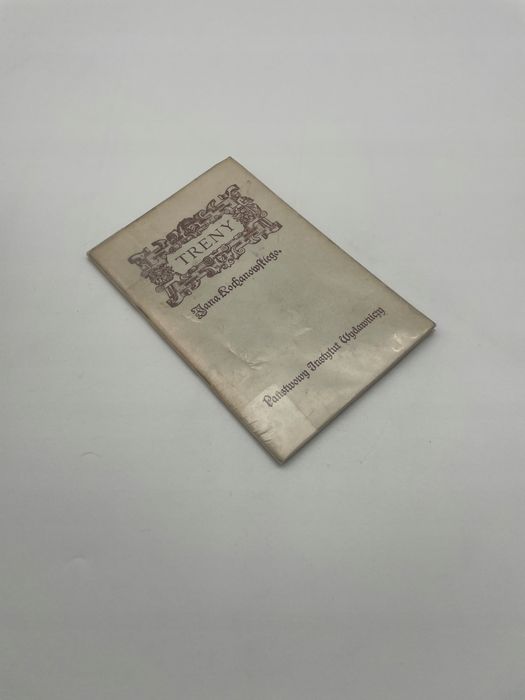 TRENY
Jana Kochanowskiego.
Państwowy Instytut Wydawniczy